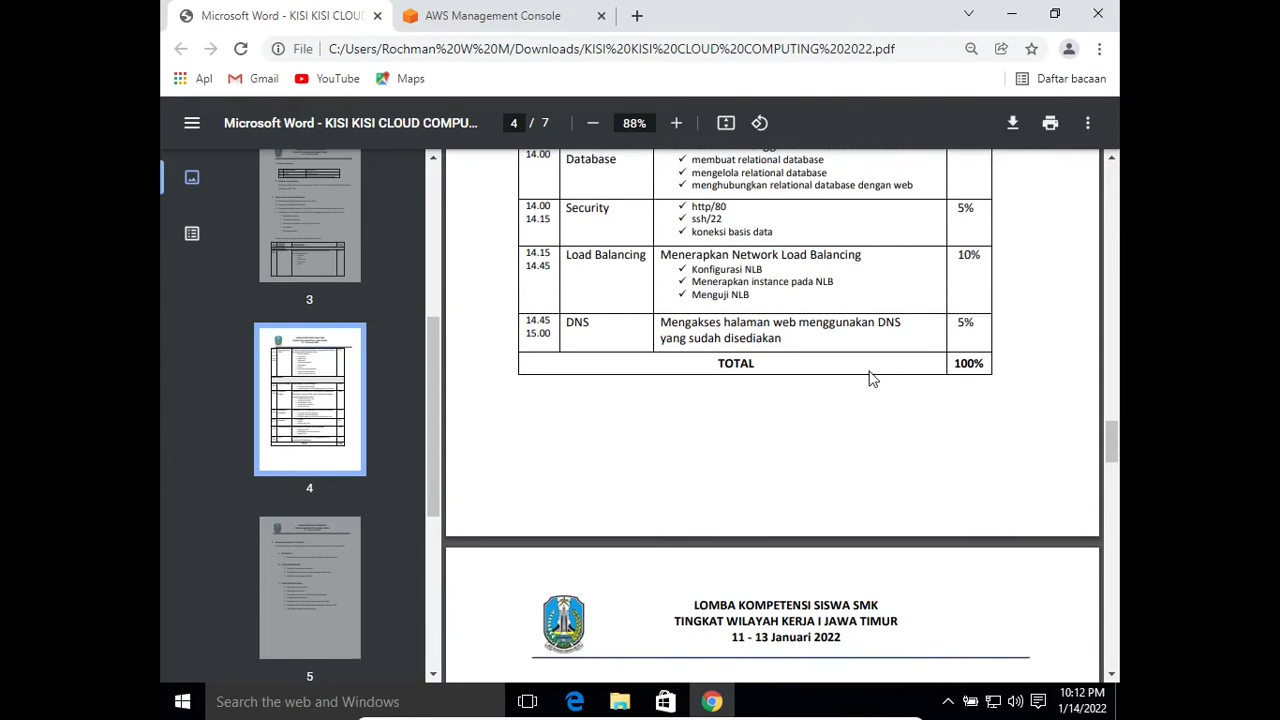 Microsoft Word - KISI KISI CLOUD
AWS Management Console
File
C:/Users/Rochman%20W%20M/Downloads/KISI%20KISI%20CLOUD%20COMPUTING%202022.pdf
Apl
Gmail
YouTube
Maps
Daftar bacaan
Microsoft Word - KISI KISI CLOUD COMPU...
4 / 7
88%
3
4
5
14.00
Database
membuat relational database
mengelola relational database
menghubungkan relational database dengan web
14.00
14.15
Security
http/80
ssh/22
koneksi basis data
5%
14.15
14.45
Load Balancing
Menerapkan Network Load Balancing
Konfigurasi NLB
Menerapkan instance pada NLB
Menguji NLB
10%
14.45
15.00
DNS
Mengakses halaman web menggunakan DNS
yang sudah disediakan
5%
TOTAL
100%
LOMBA KOMPETENSI SISWA SMK
TINGKAT WILAYAH KERJA I JAWA TIMUR
11 - 13 Januari 2022
Search the web and Windows
10:12 PM
1/14/2022